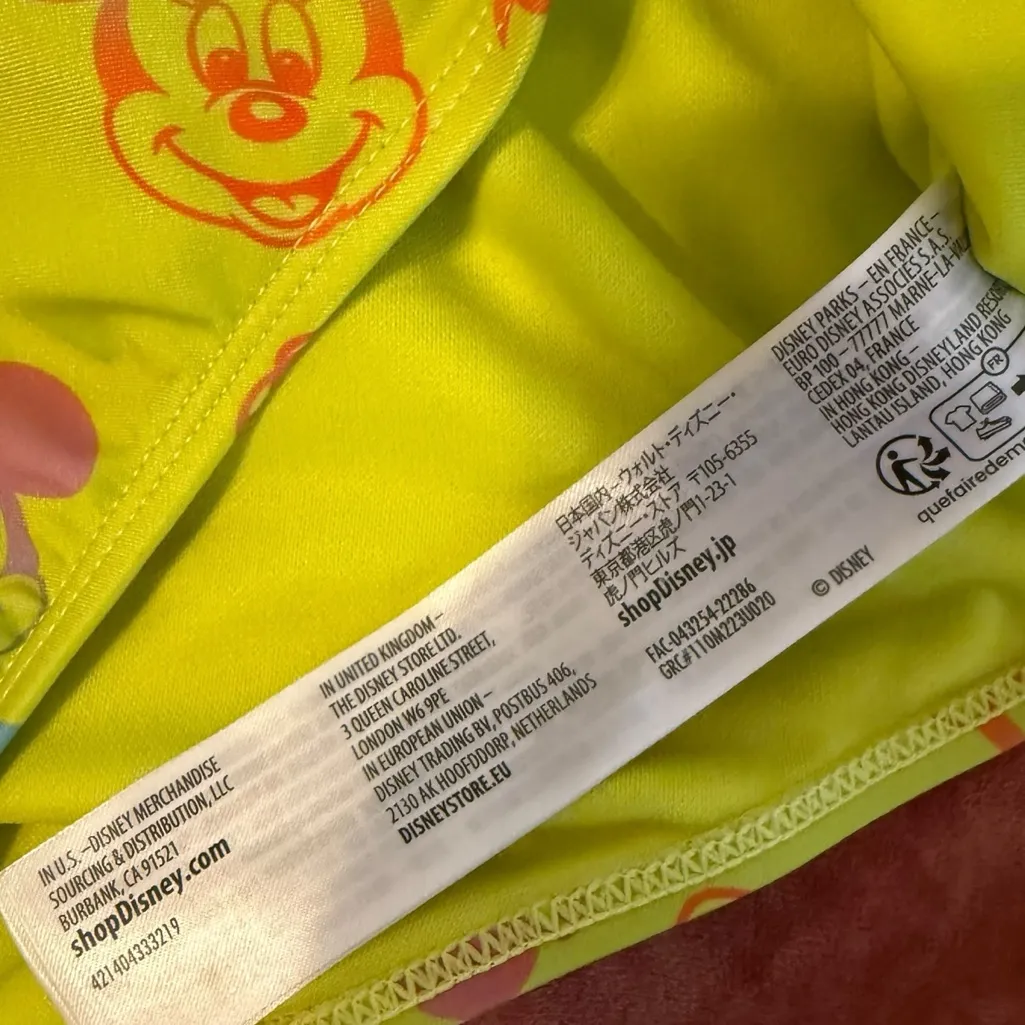 IN U.S. –DISNEY MERCHANDISE
SOURCING & DISTRIBUTION, LLC
BURBANK, CA 91521
shopDisney.com
421404333219
IN UNITED KINGDOM –
THE DISNEY STORE LTD.
3 QUEEN CAROLINE STREET,
LONDON W6 9PE
IN EUROPEAN UNION –
DISNEY TRADING BV, POSTBUS 406,
2130 AK HOOFDDORP, NETHERLANDS
DISNEYSTORE.EU
日本国内 – ウォルト・ディズニー・
ジャパン株式会社
ディズニーストア 〒105-6355
東京都港区虎ノ門1-23-1
虎ノ門ヒルズ
shopDisney.jp
FAC-043254-22286
GRC#110M223U020
© DISNEY
DISNEY PARKS – EN FRANCE –
EURO DISNEY ASSOCIÉS S.A.S.
BP 100 – 77777 MARNE-LA-
CEDEX 04, FRANCE
IN HONG KONG –
HONG KONG DISNEYLAND
LANTAU ISLAND, HONG KONG
FR